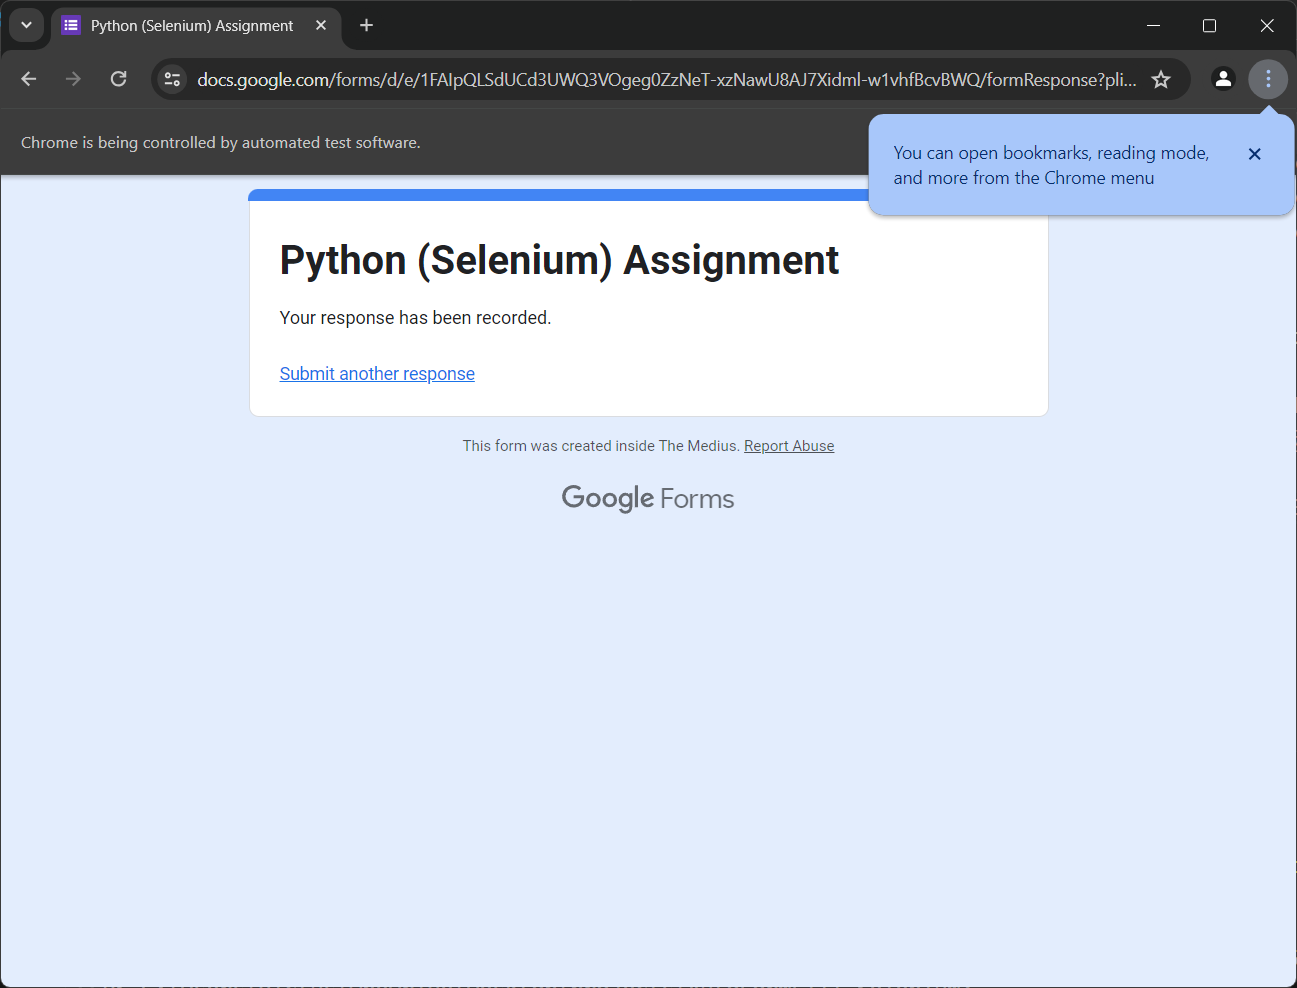 Python (Selenium) Assignment
docs.google.com/forms/d/e/1FAIpQLSdUCd3UWQ3VOgeg0ZzNeT-xzNawU8AJ7Xidml-w1vhfBcvBWQ/formResponse?pli...
Chrome is being controlled by automated test software.
You can open bookmarks, reading mode,
and more from the Chrome menu
Python (Selenium) Assignment
Your response has been recorded.
Submit another response
This form was created inside The Medius. Report Abuse
Google Forms